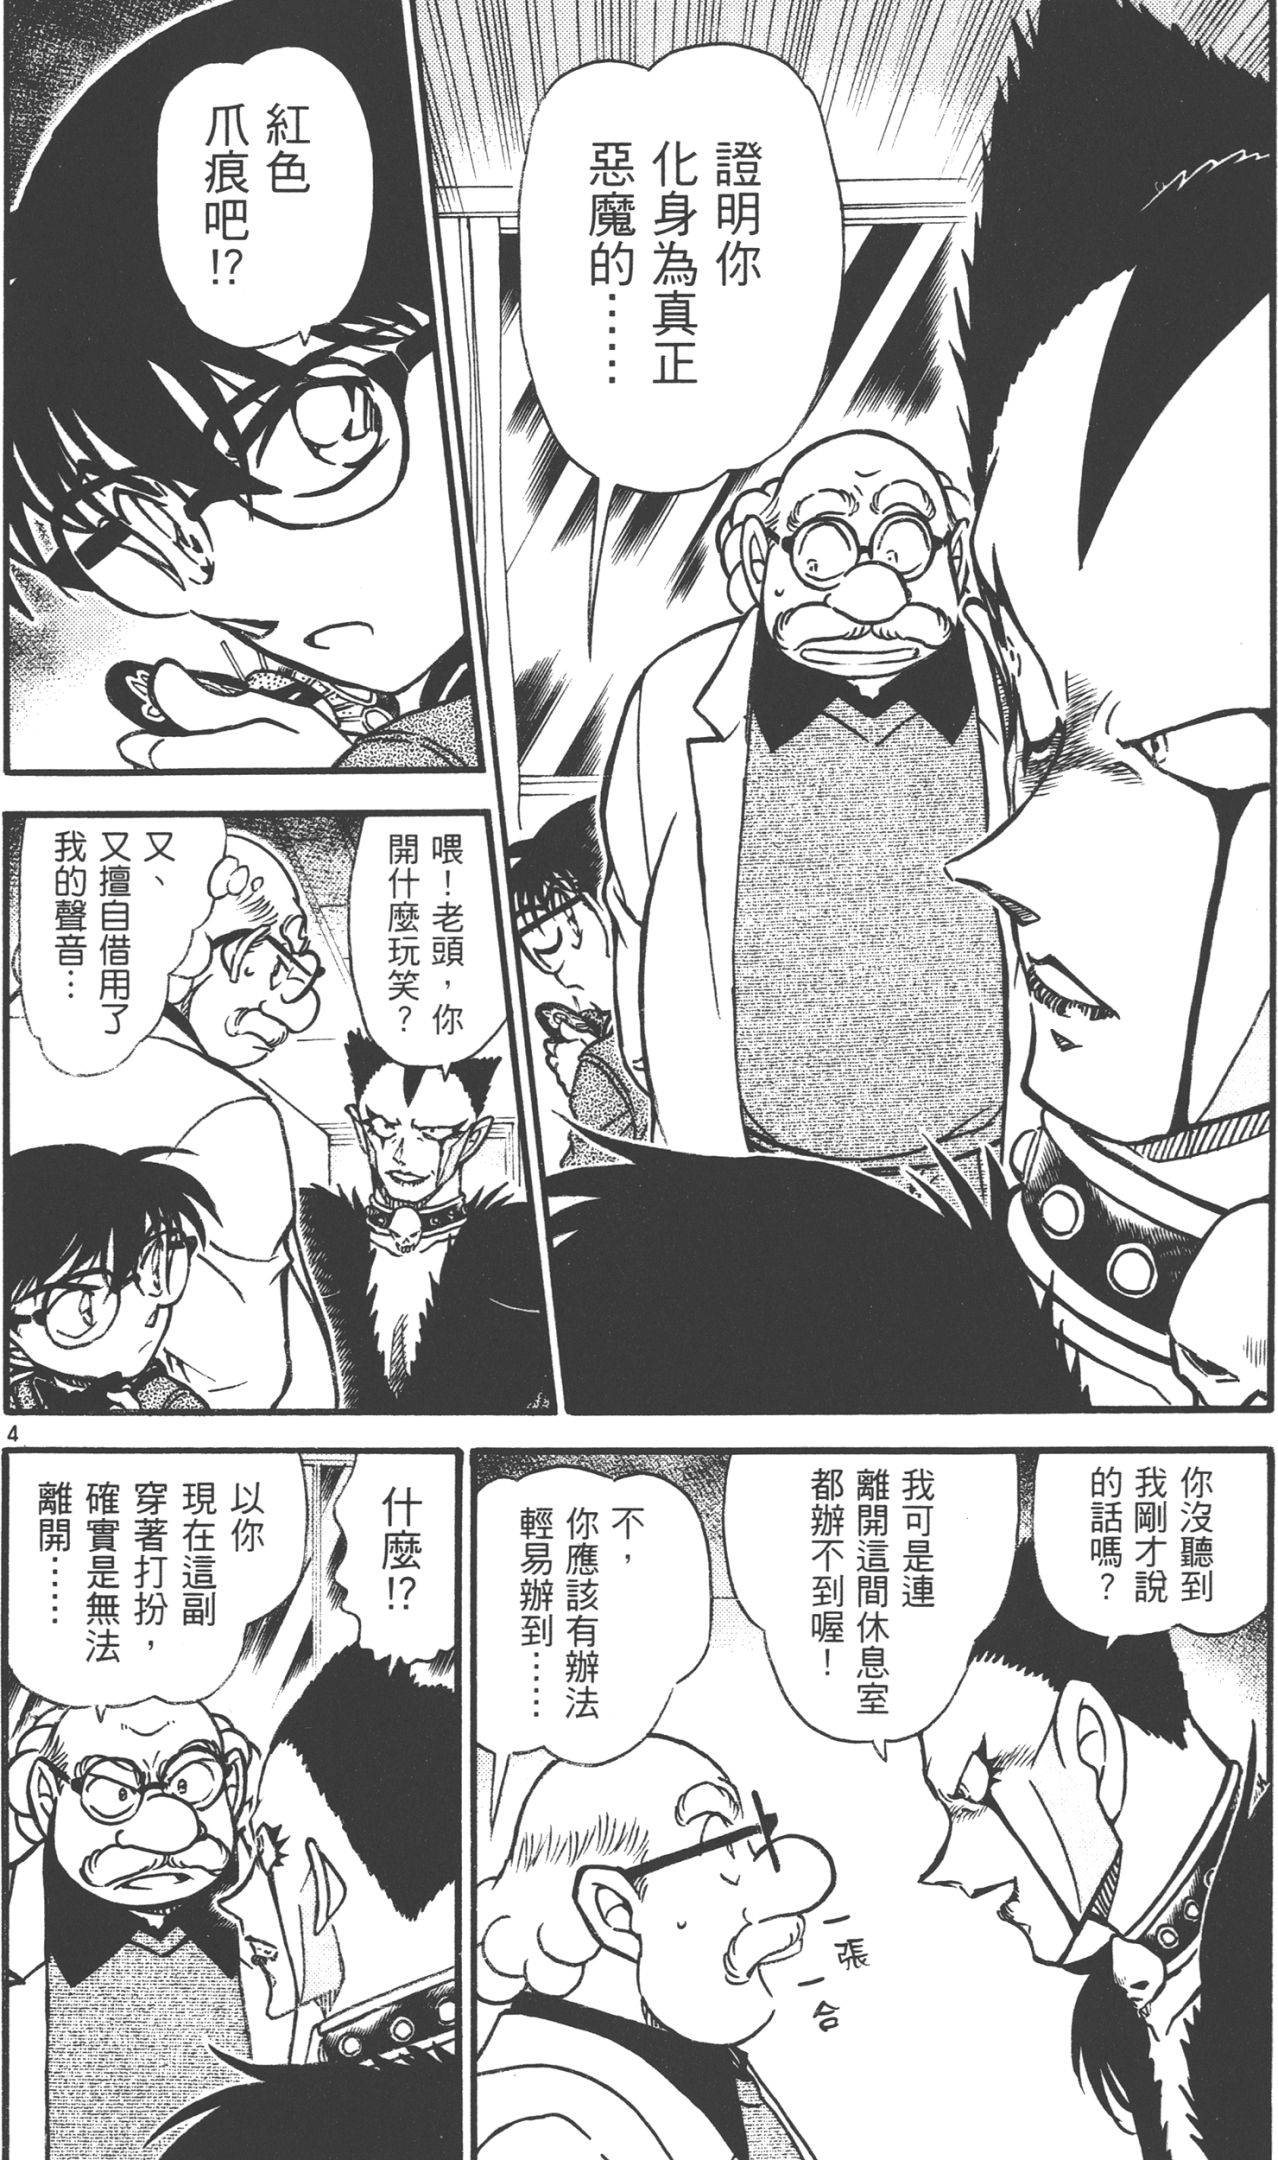 證明你
化身為真正
惡魔的……
紅色
爪痕吧!?
喂！老頭，你
開什麼玩笑？
又、
又擅自借用了
我的聲音…
4
你沒聽到
我剛才說
的話嗎？
我可是連
離開這間休息室
都辦不到喔！
不，
你應該有辦法
輕易辦到……
張
合
什麼!?
以你
現在這副
穿著打扮，
確實是無法
離開……